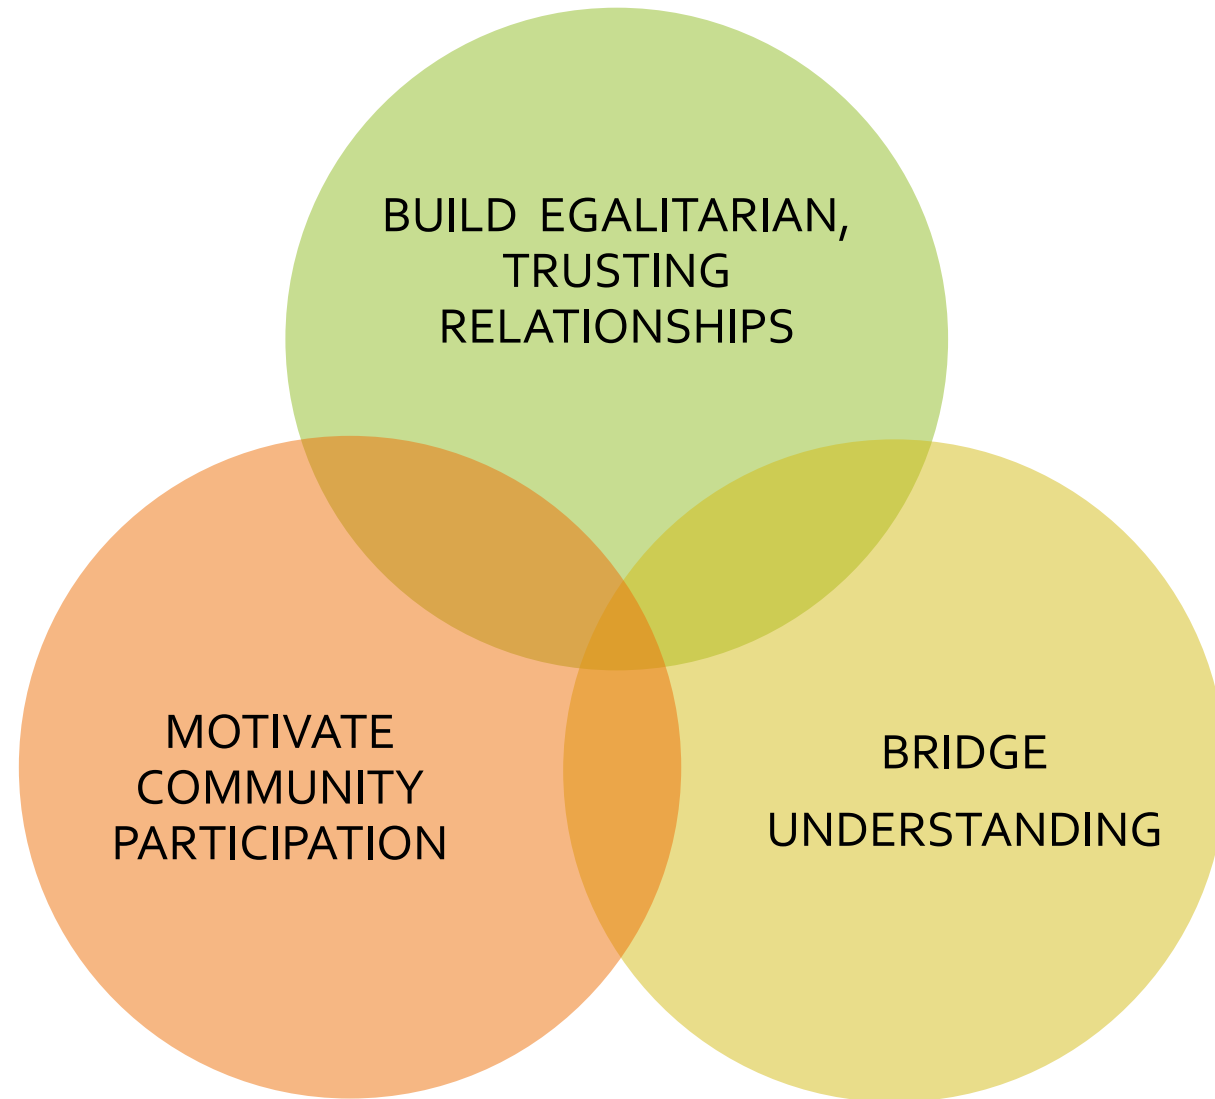 BUILD EGALITARIAN,
TRUSTING
RELATIONSHIPS
MOTIVATE
COMMUNITY
PARTICIPATION
BRIDGE
UNDERSTANDING